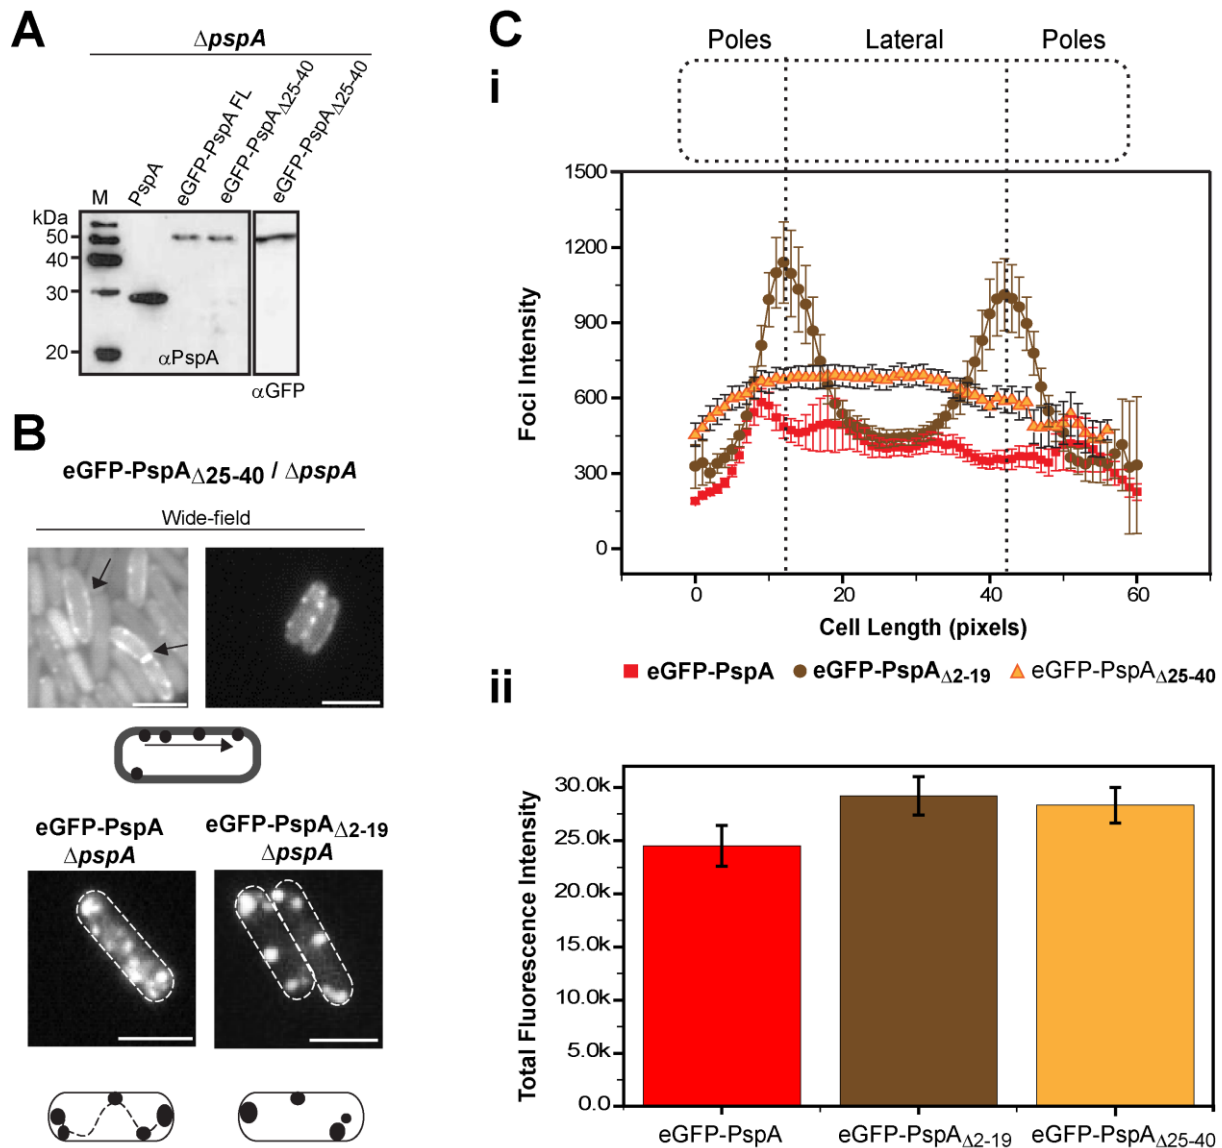 A
ΔpspA
M
PspA
eGFP-PspA FL
eGFP-PspAΔ25-40
eGFP-PspAΔ25-40
kDa
50
40
30
20
αPspA
αGFP
B
eGFP-PspAΔ25-40 / ΔpspA
Wide-field
eGFP-PspA
ΔpspA
eGFP-PspAΔ2-19
ΔpspA
C
i
Poles
Lateral
Poles
1500
1200
900
600
300
0
Foci Intensity
0
20
40
60
Cell Length (pixels)
eGFP-PspA
eGFP-PspAΔ2-19
eGFP-PspAΔ25-40
ii
30.0k
25.0k
20.0k
15.0k
10.0k
5.0k
0.0
Total Fluorescence Intensity
eGFP-PspA
eGFP-PspAΔ2-19
eGFP-PspAΔ25-40